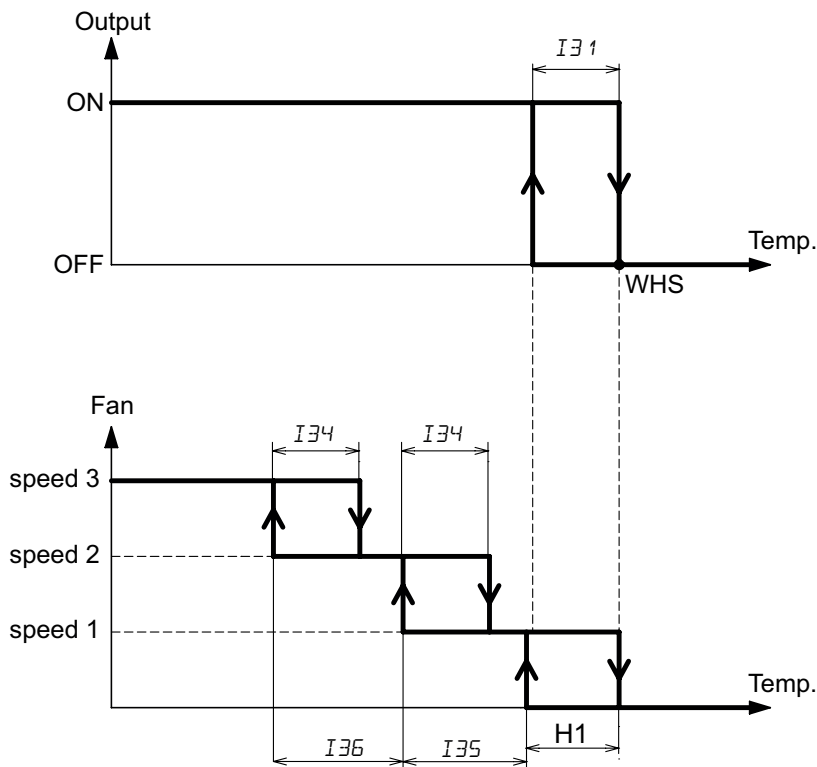 Output
I31
ON
Temp.
OFF
WHS
Fan
I34 I34
speed 3
speed 2
speed 1
Temp.
I36 I35 H1